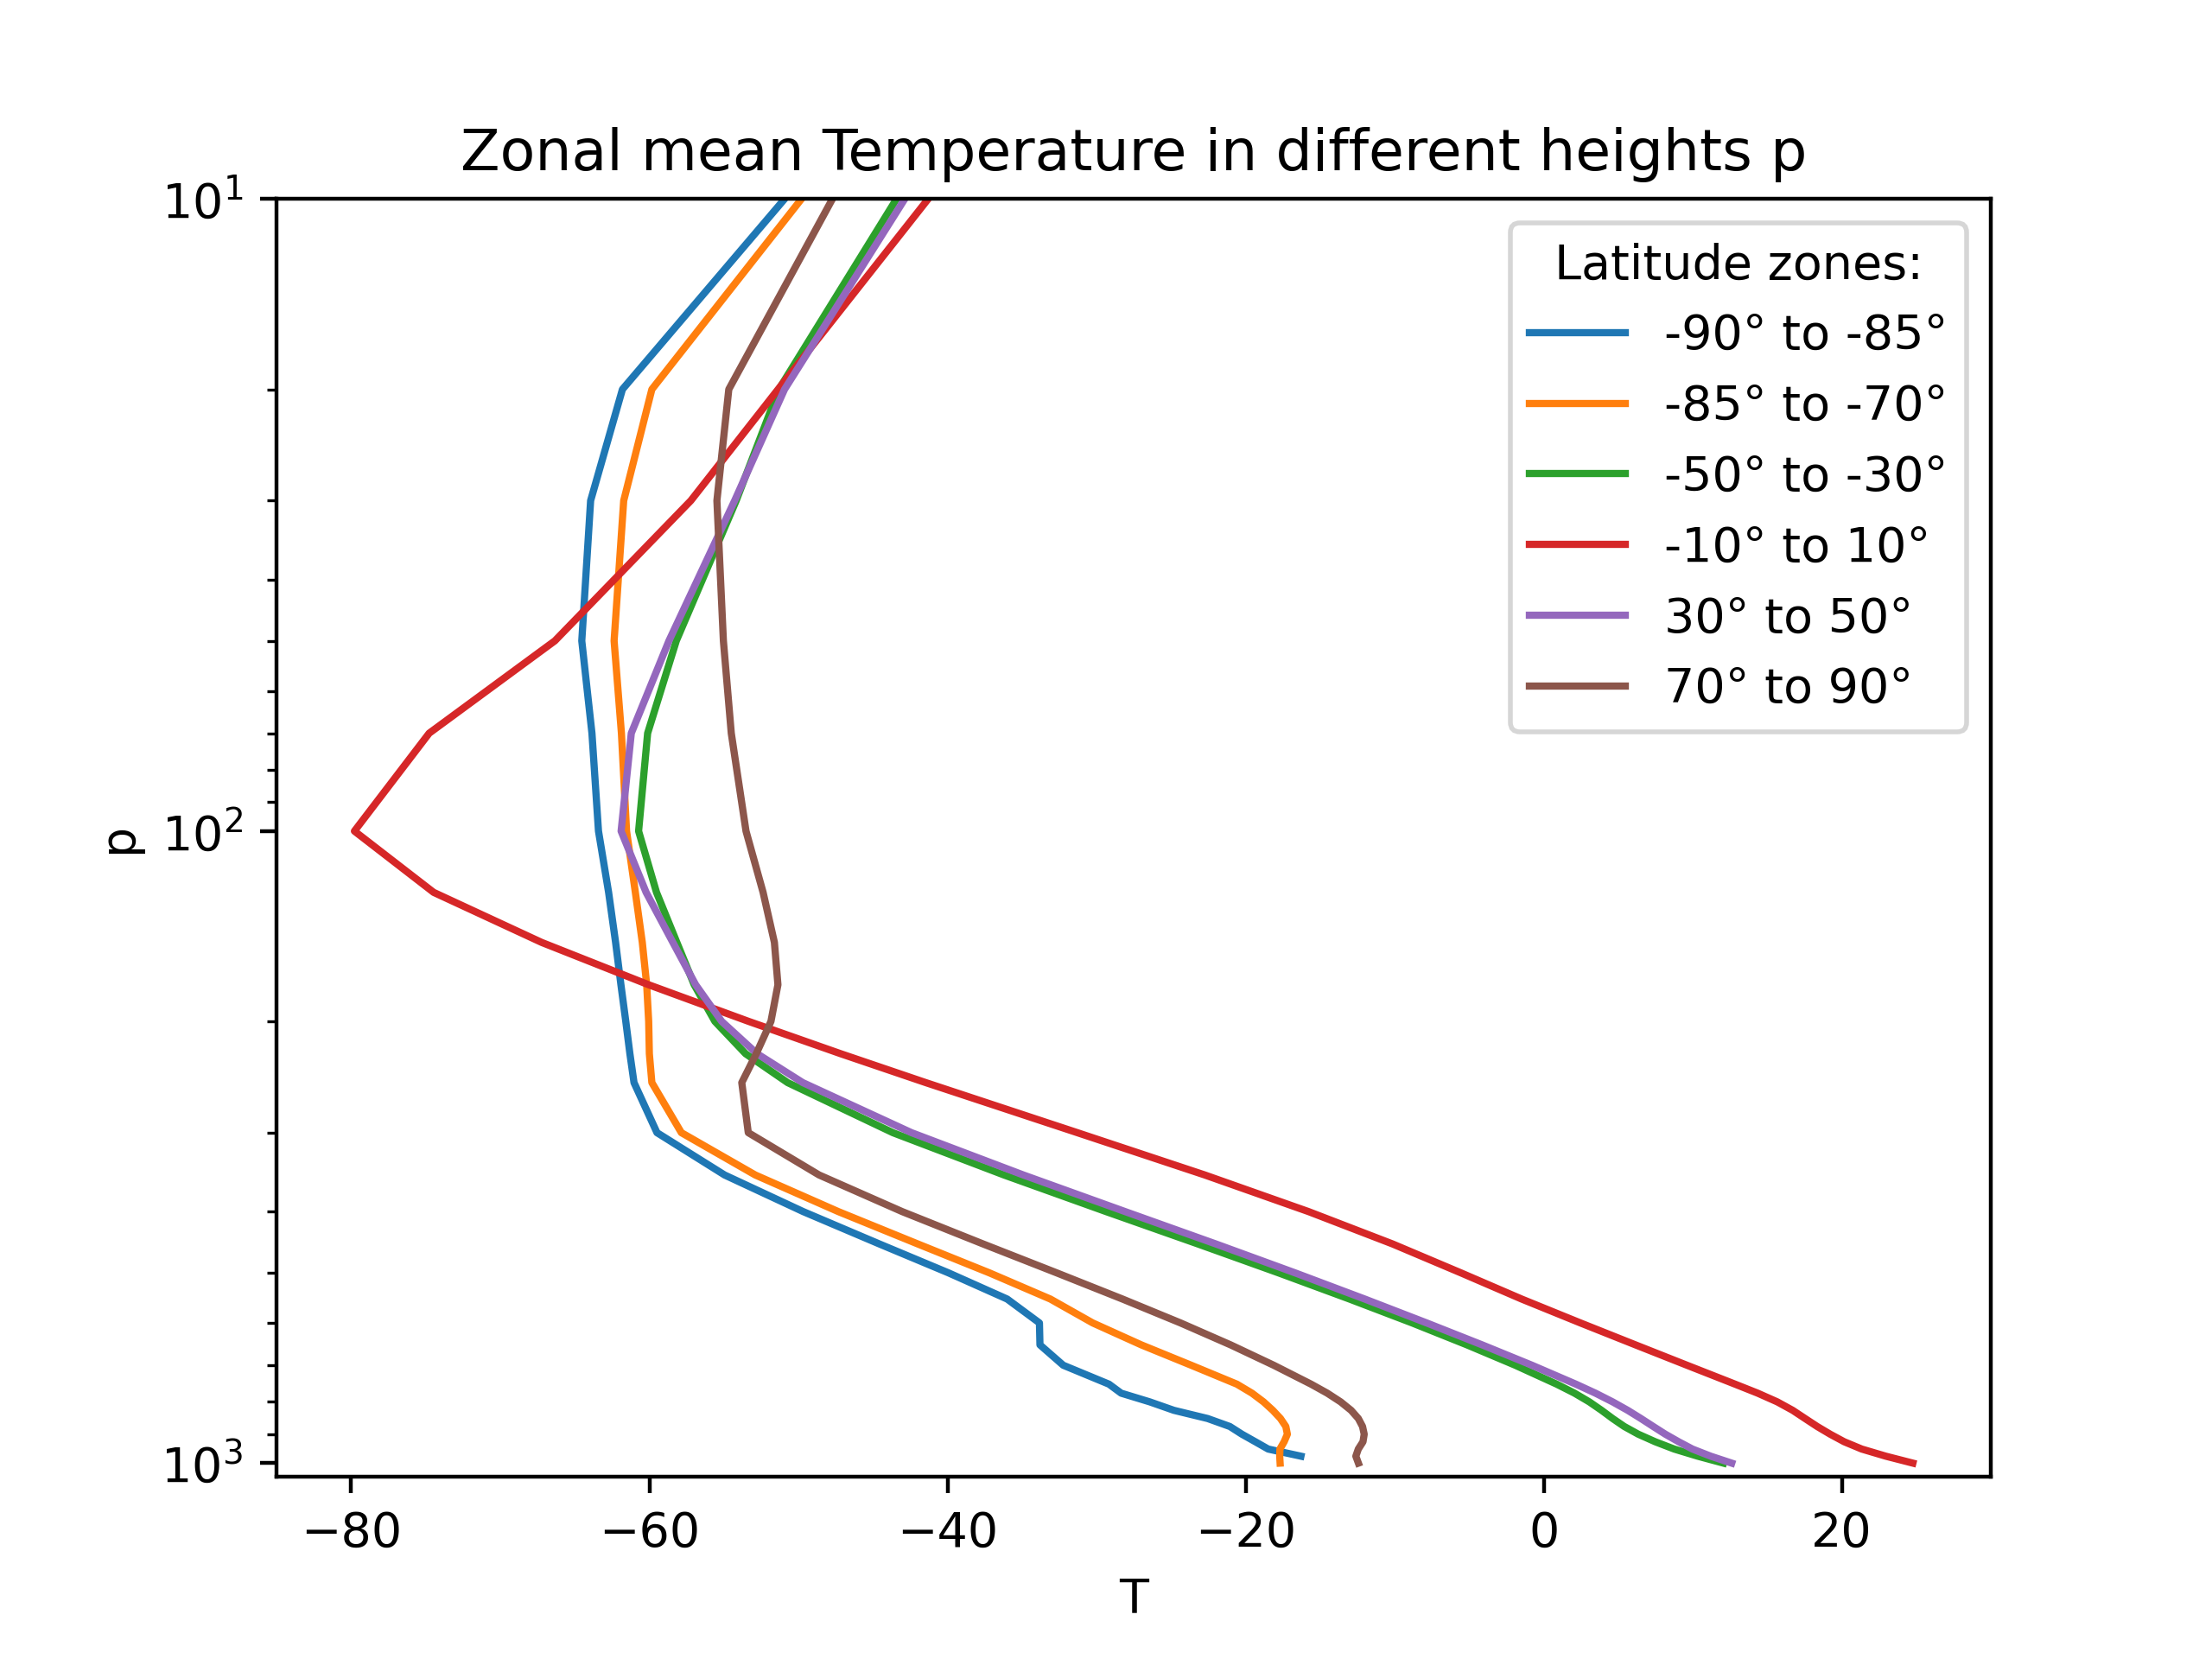 Zonal mean Temperature in different heights p
10¹
10²
10³
p
−80 −60 −40 −20 0 20
T
Latitude zones:
-90° to -85°
-85° to -70°
-50° to -30°
-10° to 10°
30° to 50°
70° to 90°